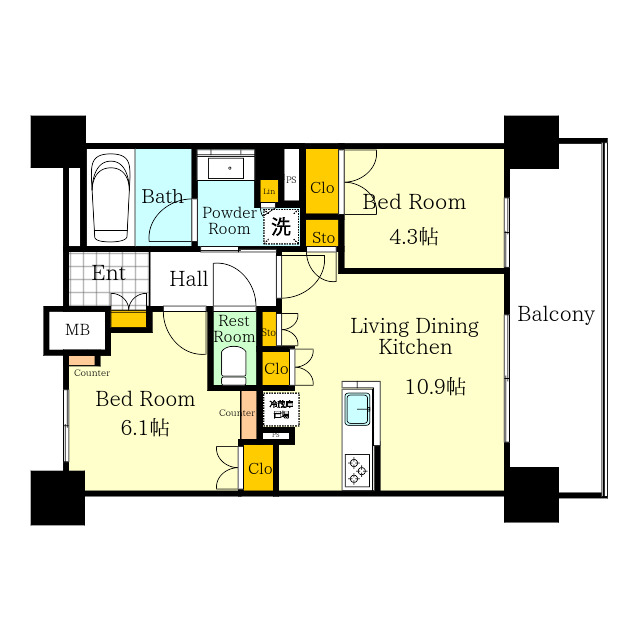 Bath
Powder
Room
Lin
PS
洗
Clo
Sto
Bed Room
4.3帖
Ent
Hall
MB
Counter
Rest
Room
Sto
Clo
Living Dining
Kitchen
10.9帖
Balcony
Bed Room
6.1帖
Counter
冷蔵庫
置場
PS
Clo